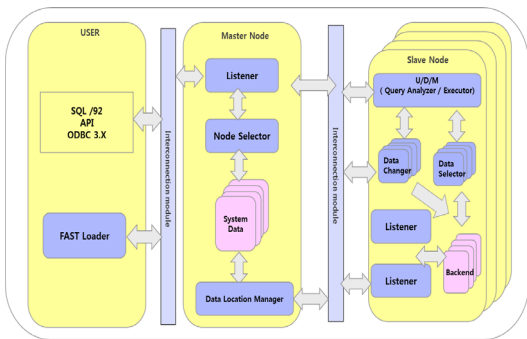 USER
SQL /92
API
ODBC 3.X
FAST Loader
Interconnection module
Master Node
Listener
Node Selector
System
Data
Data Location Manager
Interconnection module
Slave Node
U/D/M
( Query Analyzer / Executor)
Data
Changer
Data
Selector
Listener
Listener
Backend